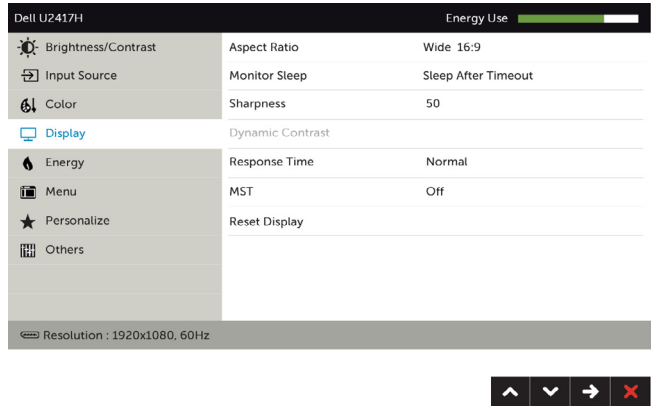 Dell U2417H Energy Use
Brightness/Contrast
Input Source
Color
Display
Energy
Menu
Personalize
Others
Aspect Ratio Wide 16:9
Monitor Sleep Sleep After Timeout
Sharpness 50
Dynamic Contrast
Response Time Normal
MST Off
Reset Display
Resolution : 1920x1080, 60Hz